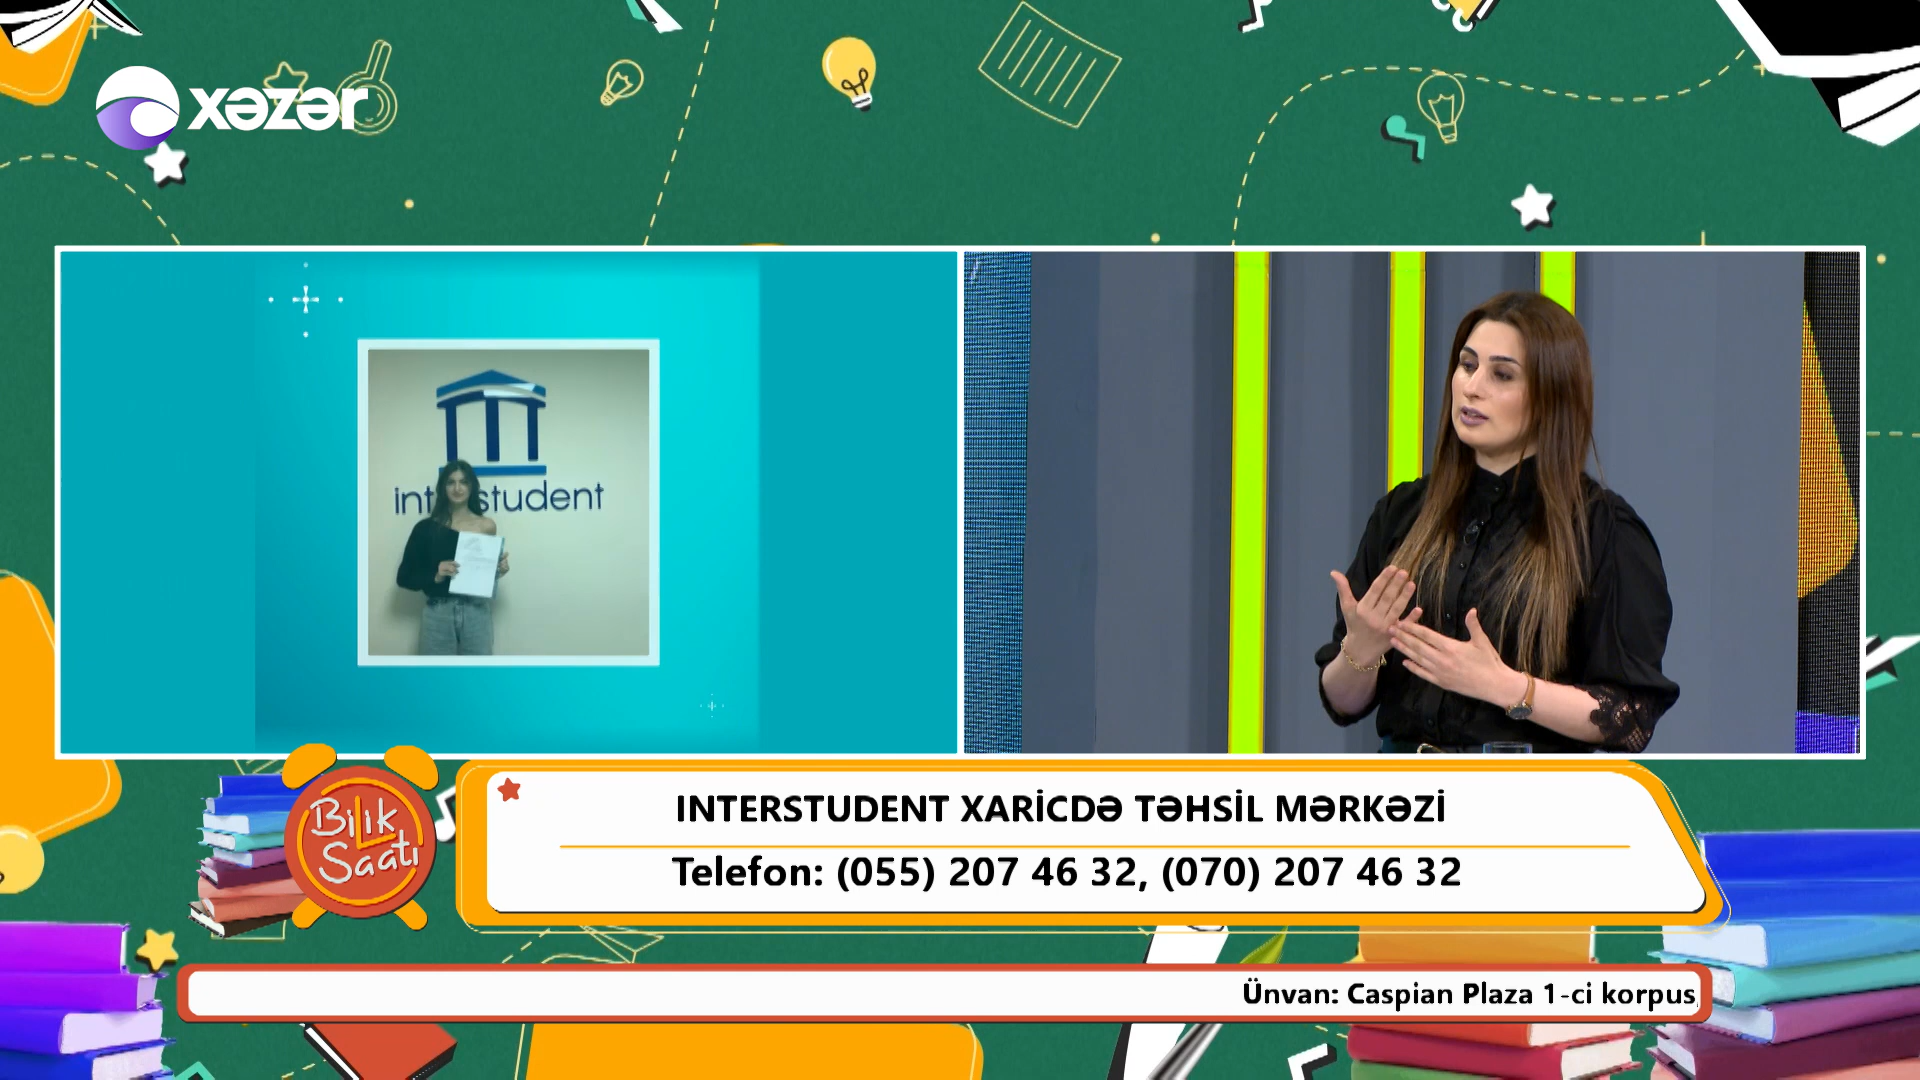 xəzər
interstudent
Bilik
Saatı
INTERSTUDENT XARİCDƏ TƏHSİL MƏRKƏZİ
Telefon: (055) 207 46 32, (070) 207 46 32
Ünvan: Caspian Plaza 1-ci korpus